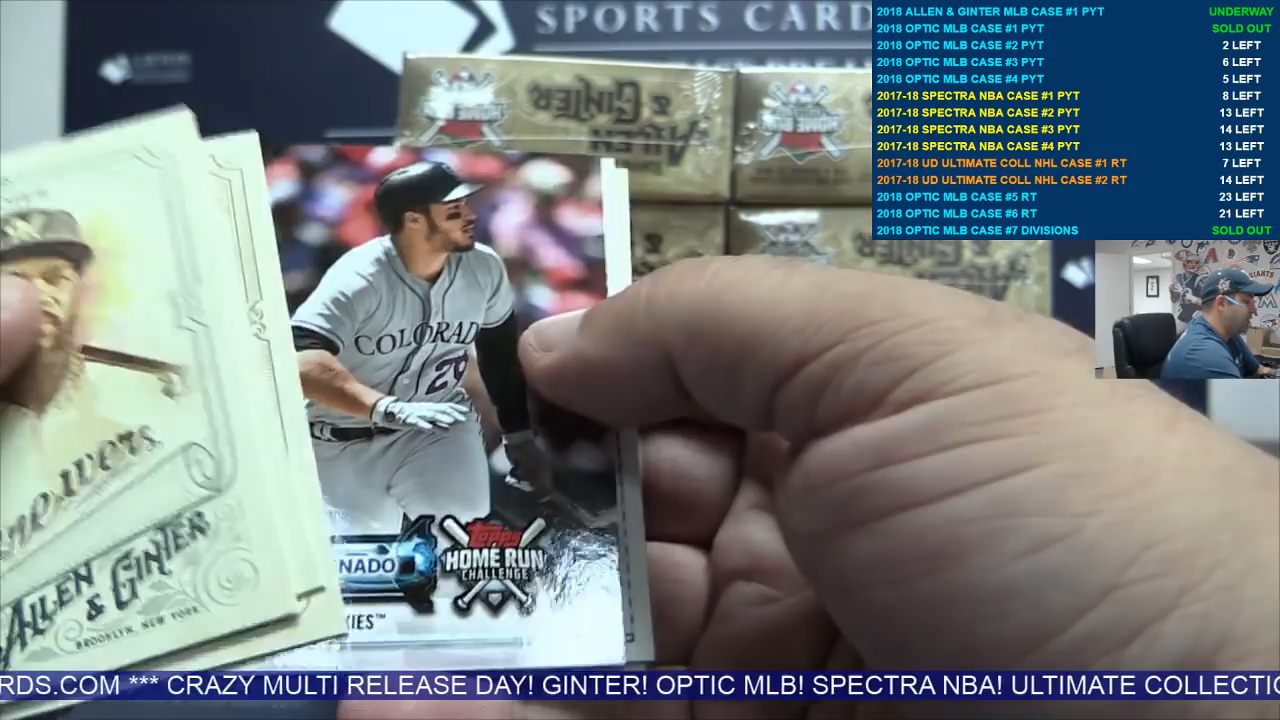 SPORTS CARD
2018 ALLEN & GINTER MLB CASE #1 PYT UNDERWAY
2018 OPTIC MLB CASE #1 PYT SOLD OUT
2018 OPTIC MLB CASE #2 PYT 2 LEFT
2018 OPTIC MLB CASE #3 PYT 6 LEFT
2018 OPTIC MLB CASE #4 PYT 5 LEFT
2017-18 SPECTRA NBA CASE #1 PYT 8 LEFT
2017-18 SPECTRA NBA CASE #2 PYT 13 LEFT
2017-18 SPECTRA NBA CASE #3 PYT 14 LEFT
2017-18 SPECTRA NBA CASE #4 PYT 13 LEFT
2017-18 UD ULTIMATE COLL NHL CASE #1 RT 7 LEFT
2017-18 UD ULTIMATE COLL NHL CASE #2 RT 14 LEFT
2018 OPTIC MLB CASE #5 RT 23 LEFT
2018 OPTIC MLB CASE #6 RT 21 LEFT
2018 OPTIC MLB CASE #7 DIVISIONS SOLD OUT
ALLEN
& GINTER
COLORAD
29
NADO
topps
HOME RUN
CHALLENGE
KIES™
ALLEN
& GINTER
BROOKLYN, NEW YORK
RDS.COM *** CRAZY MULTI RELEASE DAY! GINTER! OPTIC MLB! SPECTRA NBA! ULTIMATE COLLECTIO